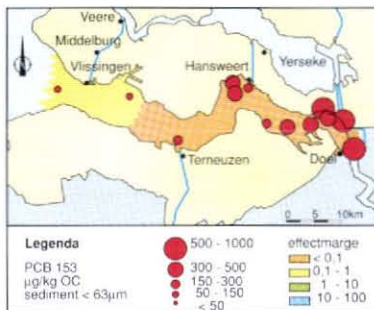 Veere
Middelburg
Vlissingen
Hansweert
Yerseke
Terneuzen
Doel
0 5 10km
Legenda
PCB 153
µg/kg OC
sediment < 63µm
500 - 1000
300 - 500
150 - 300
50 - 150
< 50
effectmarge
< 0,1
0,1 - 1
1 - 10
10 - 100